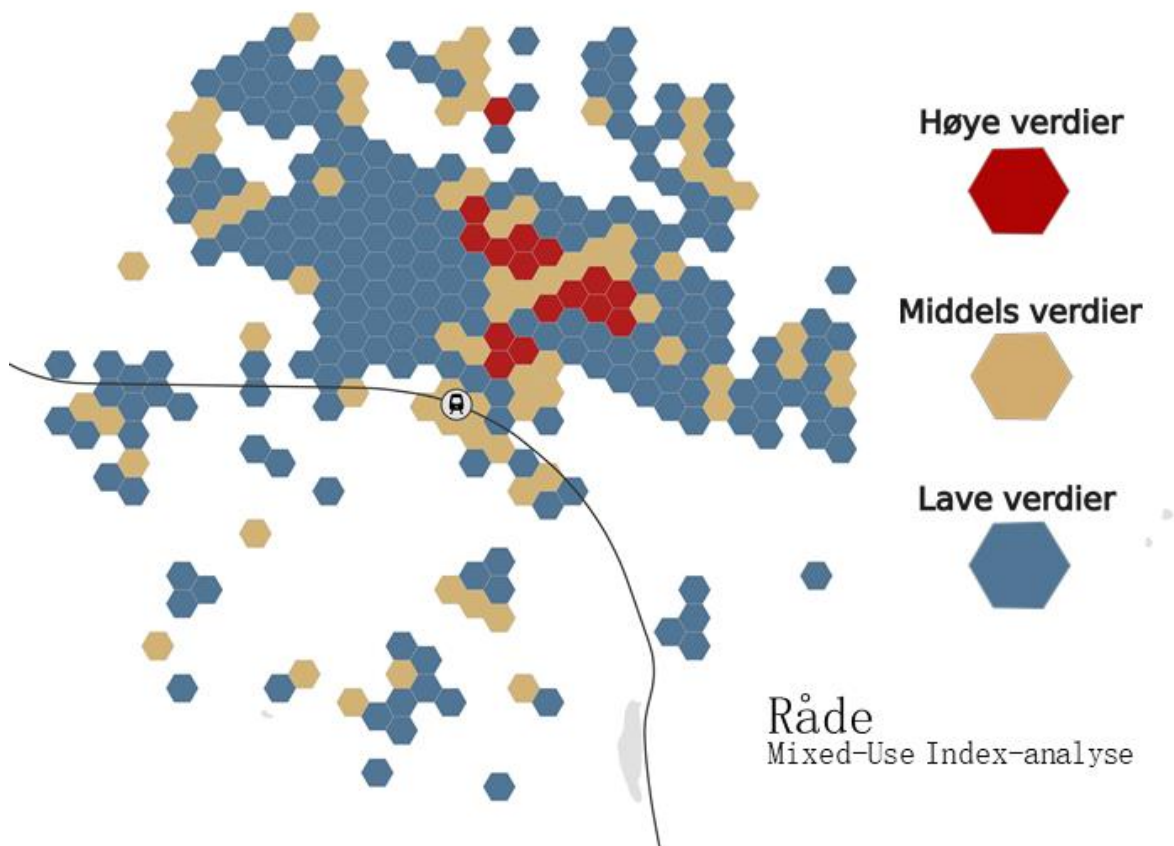 Høye verdier
Middels verdier
Lave verdier
Råde
Mixed-Use Index-analyse